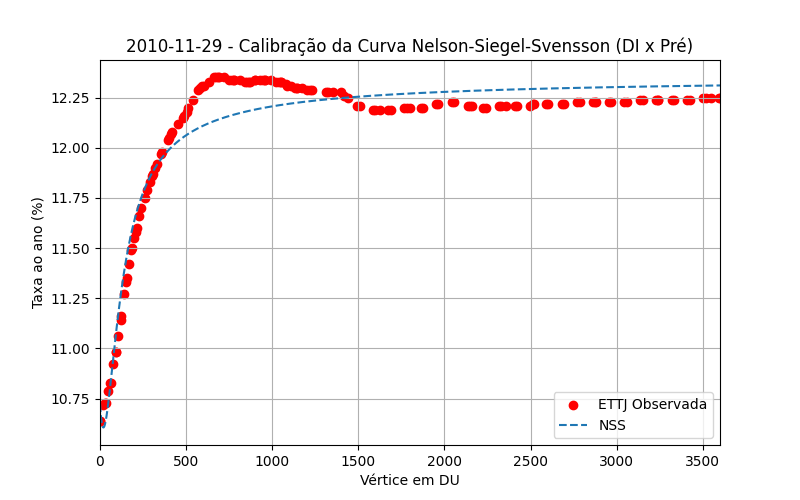 2010-11-29 - Calibração da Curva Nelson-Siegel-Svensson (DI x Pré)
Taxa ao ano (%)
12.25
12.00
11.75
11.50
11.25
11.00
10.75
0 500 1000 1500 2000 2500 3000 3500
Vértice em DU
ETTJ Observada
NSS